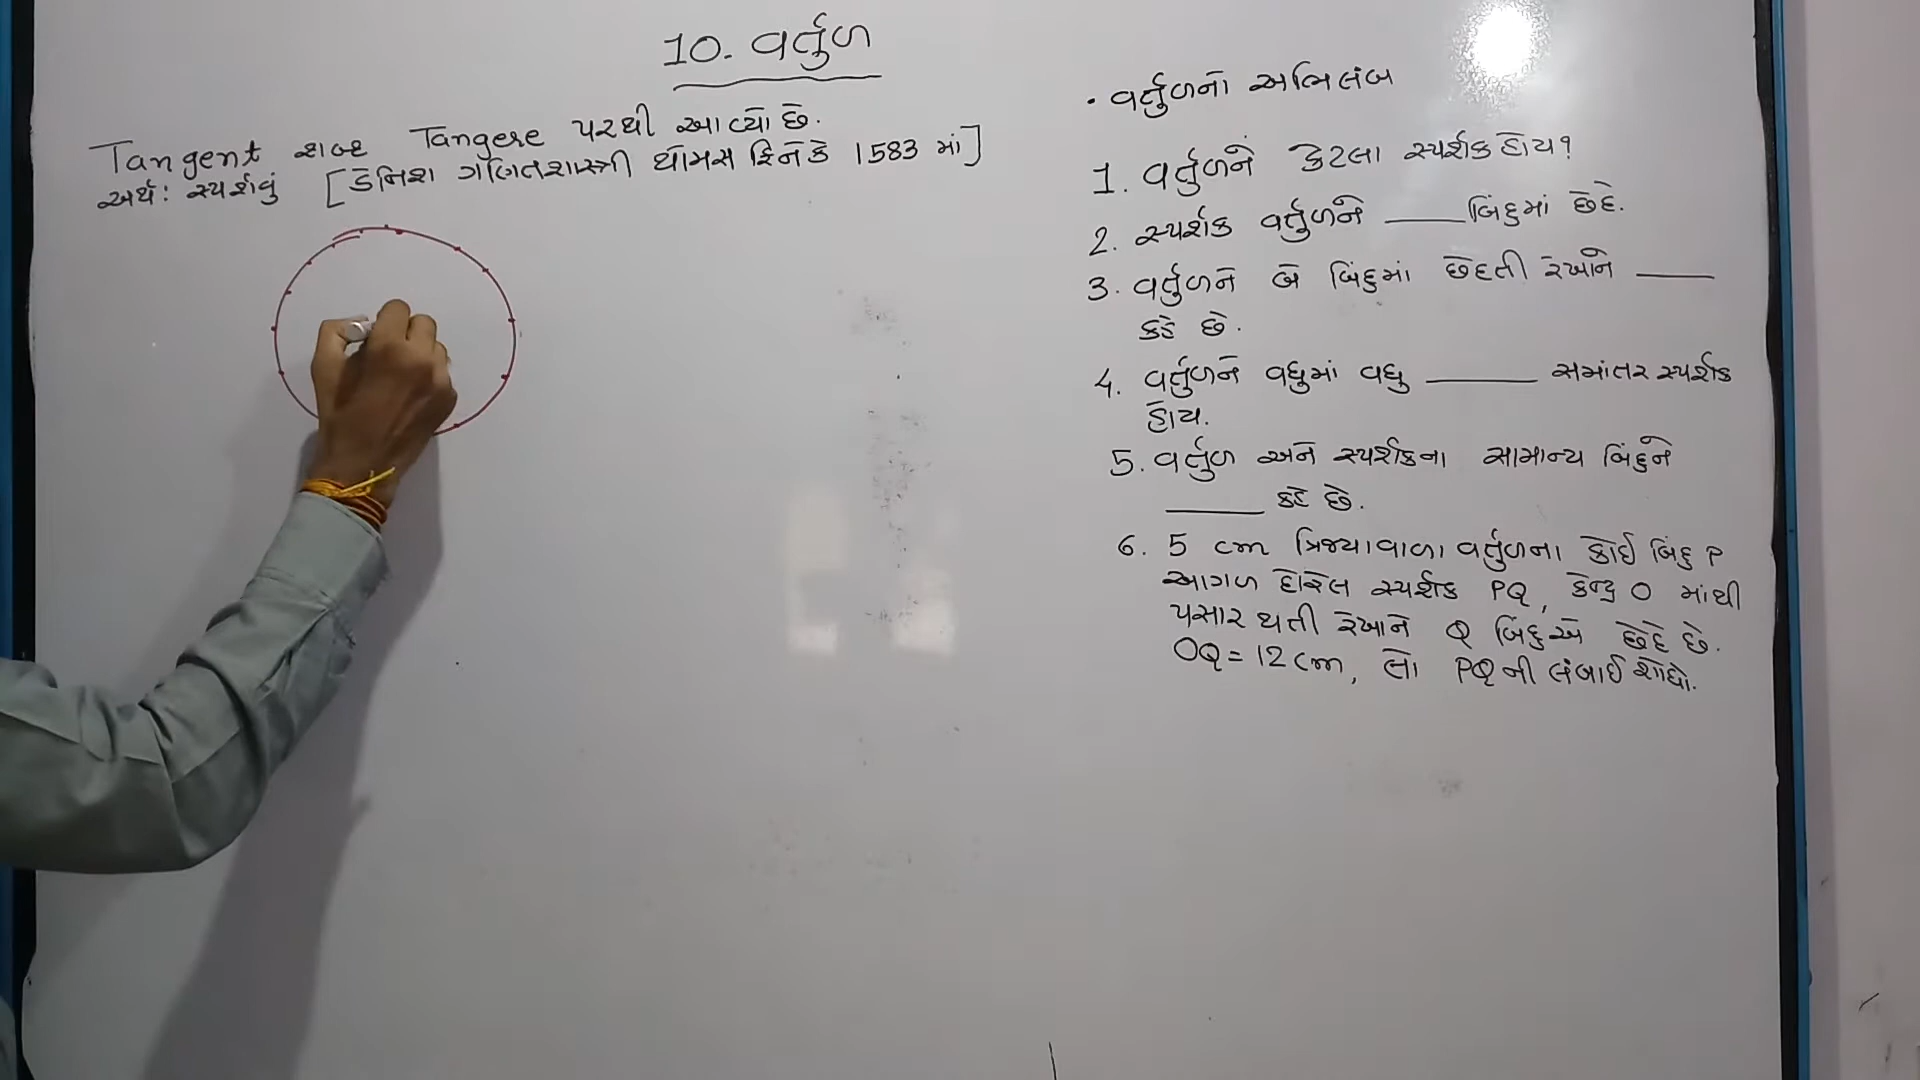 10. વર્તુળ
Tangent શબ્દ Tangere પરથી આવ્યો છે.
અર્થ: સ્પર્શવું [ડેનિશ ગણિતશાસ્ત્રી થૉમસ ફિનકે 1583 માં]
• વર્તુળનો અભિલંબ
1. વર્તુળને કેટલા સ્પર્શક હોય?
2. સ્પર્શક વર્તુળને ____ બિંદુમાં છેદે.
3. વર્તુળને બે બિંદુમાં છેદતી રેખાને ____
કહે છે.
4. વર્તુળને વધુમાં વધુ ____ સમાંતર સ્પર્શક
હોય.
5. વર્તુળ અને સ્પર્શકના સામાન્ય બિંદુને
____ કહે છે.
6. 5 cm ત્રિજ્યાવાળા વર્તુળના કોઈ બિંદુ P
આગળ દોરેલ સ્પર્શક PQ, કેન્દ્ર O માંથી
પસાર થતી રેખાને Q બિંદુએ છેદે છે.
OQ = 12 cm, તો PQ ની લંબાઈ શોધો.